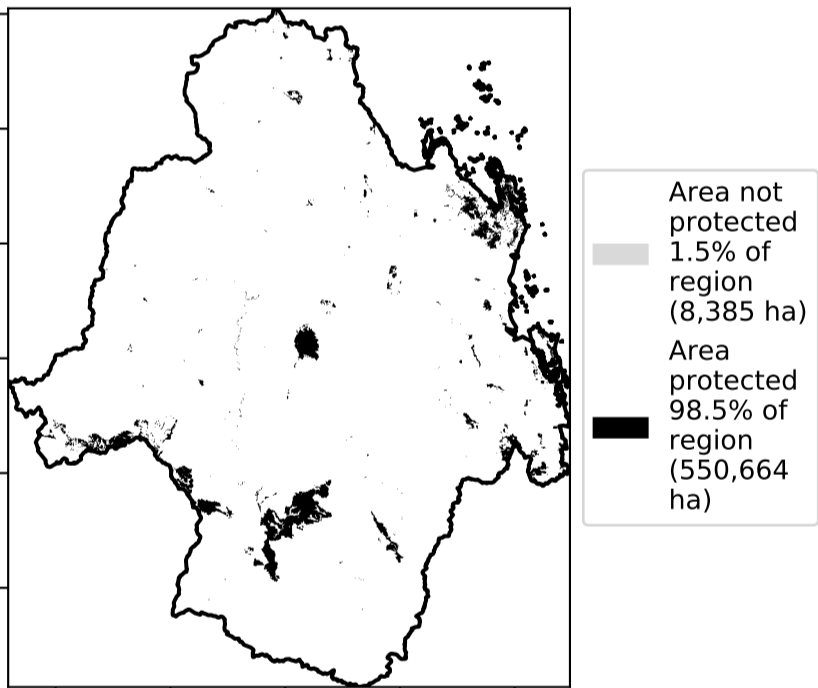 Area not
protected
1.5% of
region
(8,385 ha)
Area
protected
98.5% of
region
(550,664
ha)